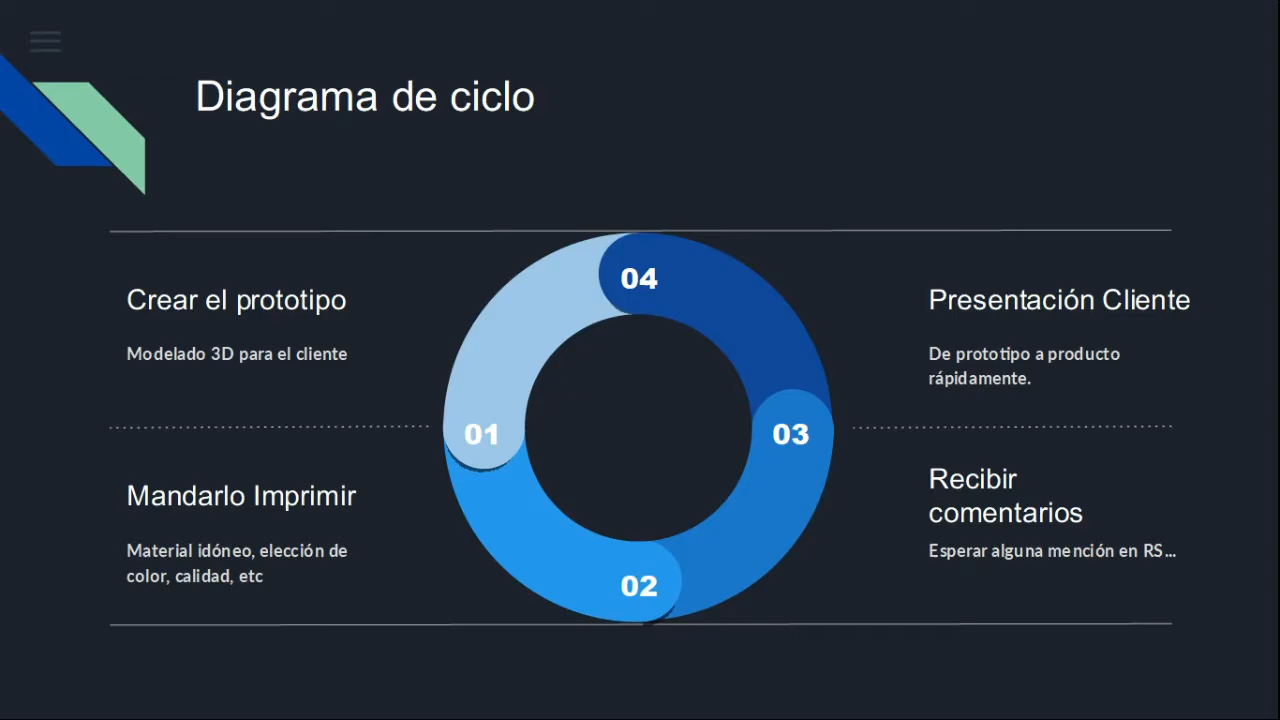 Diagrama de ciclo
Crear el prototipo
Modelado 3D para el cliente
Mandarlo Imprimir
Material idóneo, elección de
color, calidad, etc
04
01
03
02
Presentación Cliente
De prototipo a producto
rápidamente.
Recibir
comentarios
Esperar alguna mención en RS...